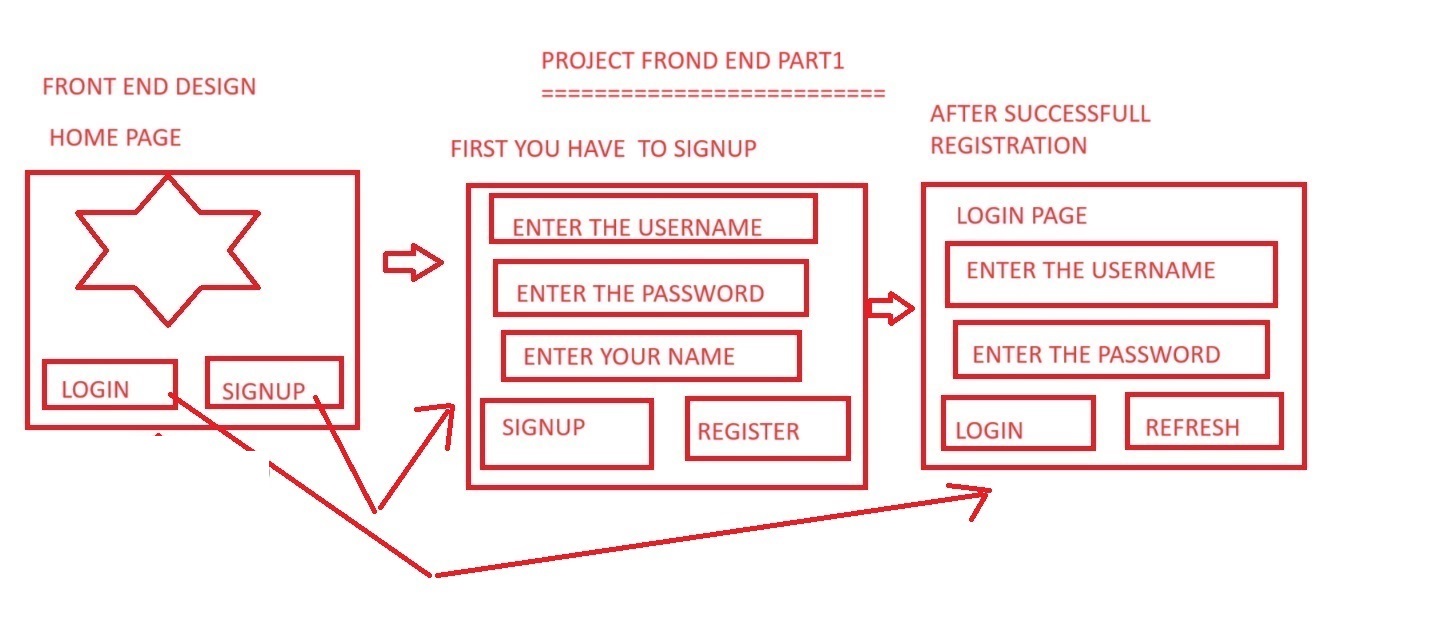 PROJECT FROND END PART1
==========================
FRONT END DESIGN
HOME PAGE
LOGIN
SIGNUP
FIRST YOU HAVE  TO SIGNUP
ENTER THE USERNAME
ENTER THE PASSWORD
ENTER YOUR NAME
SIGNUP
REGISTER
AFTER SUCCESSFULL
REGISTRATION
LOGIN PAGE
ENTER THE USERNAME
ENTER THE PASSWORD
LOGIN
REFRESH